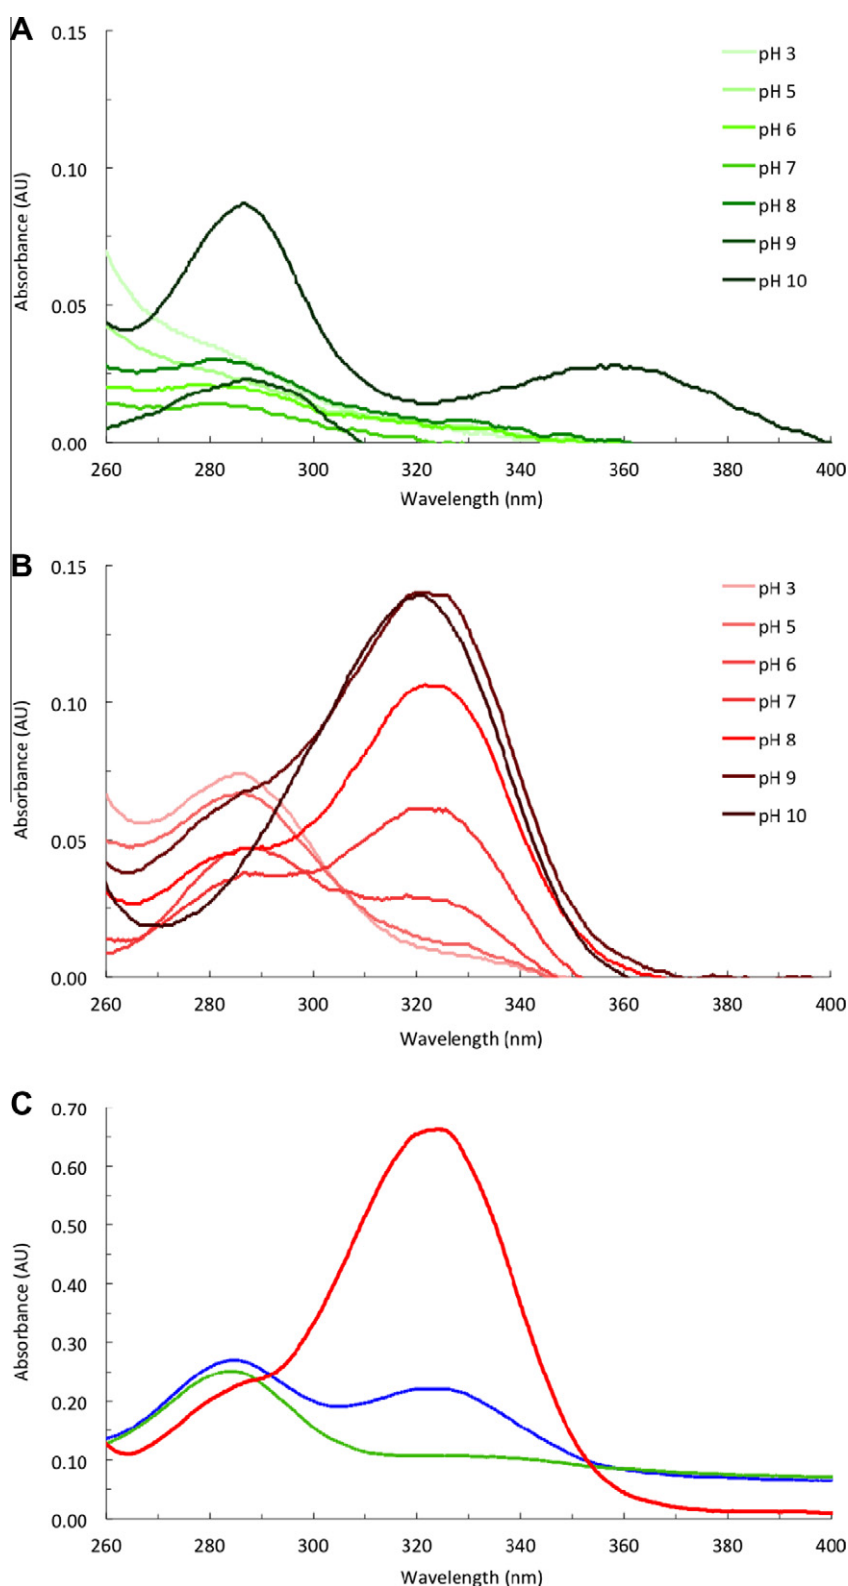 A
0.15
0.10
0.05
0.00
Absorbance (AU)
260 280 300 320 340 360 380 400
Wavelength (nm)
pH 3
pH 5
pH 6
pH 7
pH 8
pH 9
pH 10
B
0.15
0.10
0.05
0.00
Absorbance (AU)
260 280 300 320 340 360 380 400
Wavelength (nm)
pH 3
pH 5
pH 6
pH 7
pH 8
pH 9
pH 10
C
0.70
0.60
0.50
0.40
0.30
0.20
0.10
0.00
Absorbance (AU)
260 280 300 320 340 360 380 400
Wavelength (nm)